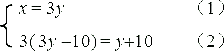 x = 3y （1）
3(3y－10) = y+10 （2）